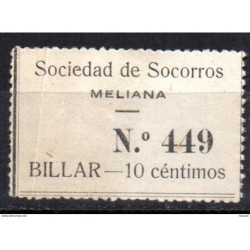 Sociedad de Socorros
MELIANA
N.º 449
BILLAR—10 céntimos